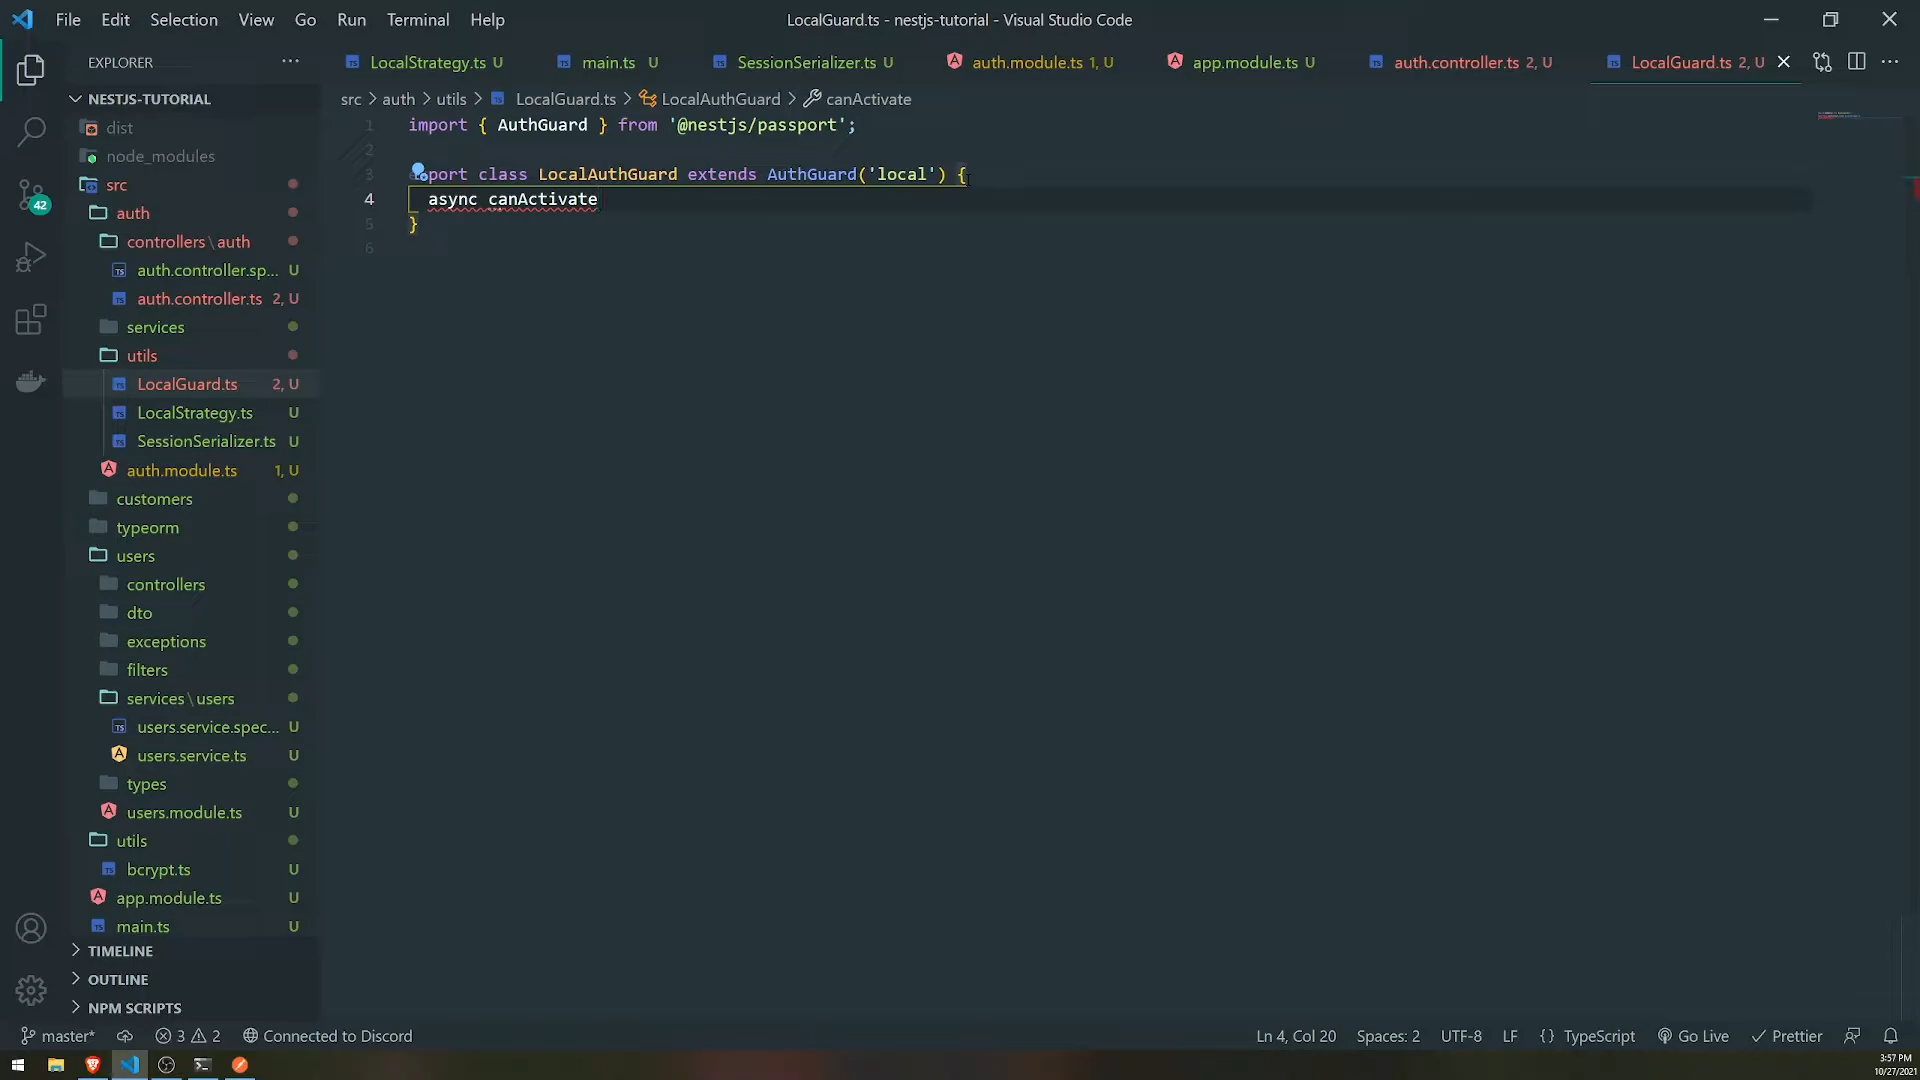 File Edit Selection View Go Run Terminal Help
LocalGuard.ts - nestjs-tutorial - Visual Studio Code
EXPLORER
LocalStrategy.ts U
main.ts U
SessionSerializer.ts U
auth.module.ts 1, U
app.module.ts U
auth.controller.ts 2, U
LocalGuard.ts 2, U
src > auth > utils > LocalGuard.ts > LocalAuthGuard > canActivate
NESTJS-TUTORIAL
dist
node_modules
src
auth
controllers\auth
auth.controller.sp... U
auth.controller.ts 2, U
services
utils
LocalGuard.ts 2, U
LocalStrategy.ts U
SessionSerializer.ts U
auth.module.ts 1, U
customers
typeorm
users
controllers
dto
exceptions
filters
services\users
users.service.spec... U
users.service.ts U
types
users.module.ts U
utils
bcrypt.ts U
app.module.ts U
main.ts U
TIMELINE
OUTLINE
NPM SCRIPTS
42
1 import { AuthGuard } from '@nestjs/passport';
2
3 export class LocalAuthGuard extends AuthGuard('local') {
4 async canActivate
5 }
6
master* 3 2 Connected to Discord
Ln 4, Col 20 Spaces: 2 UTF-8 LF {} TypeScript Go Live Prettier
3:57 PM
10/27/2021